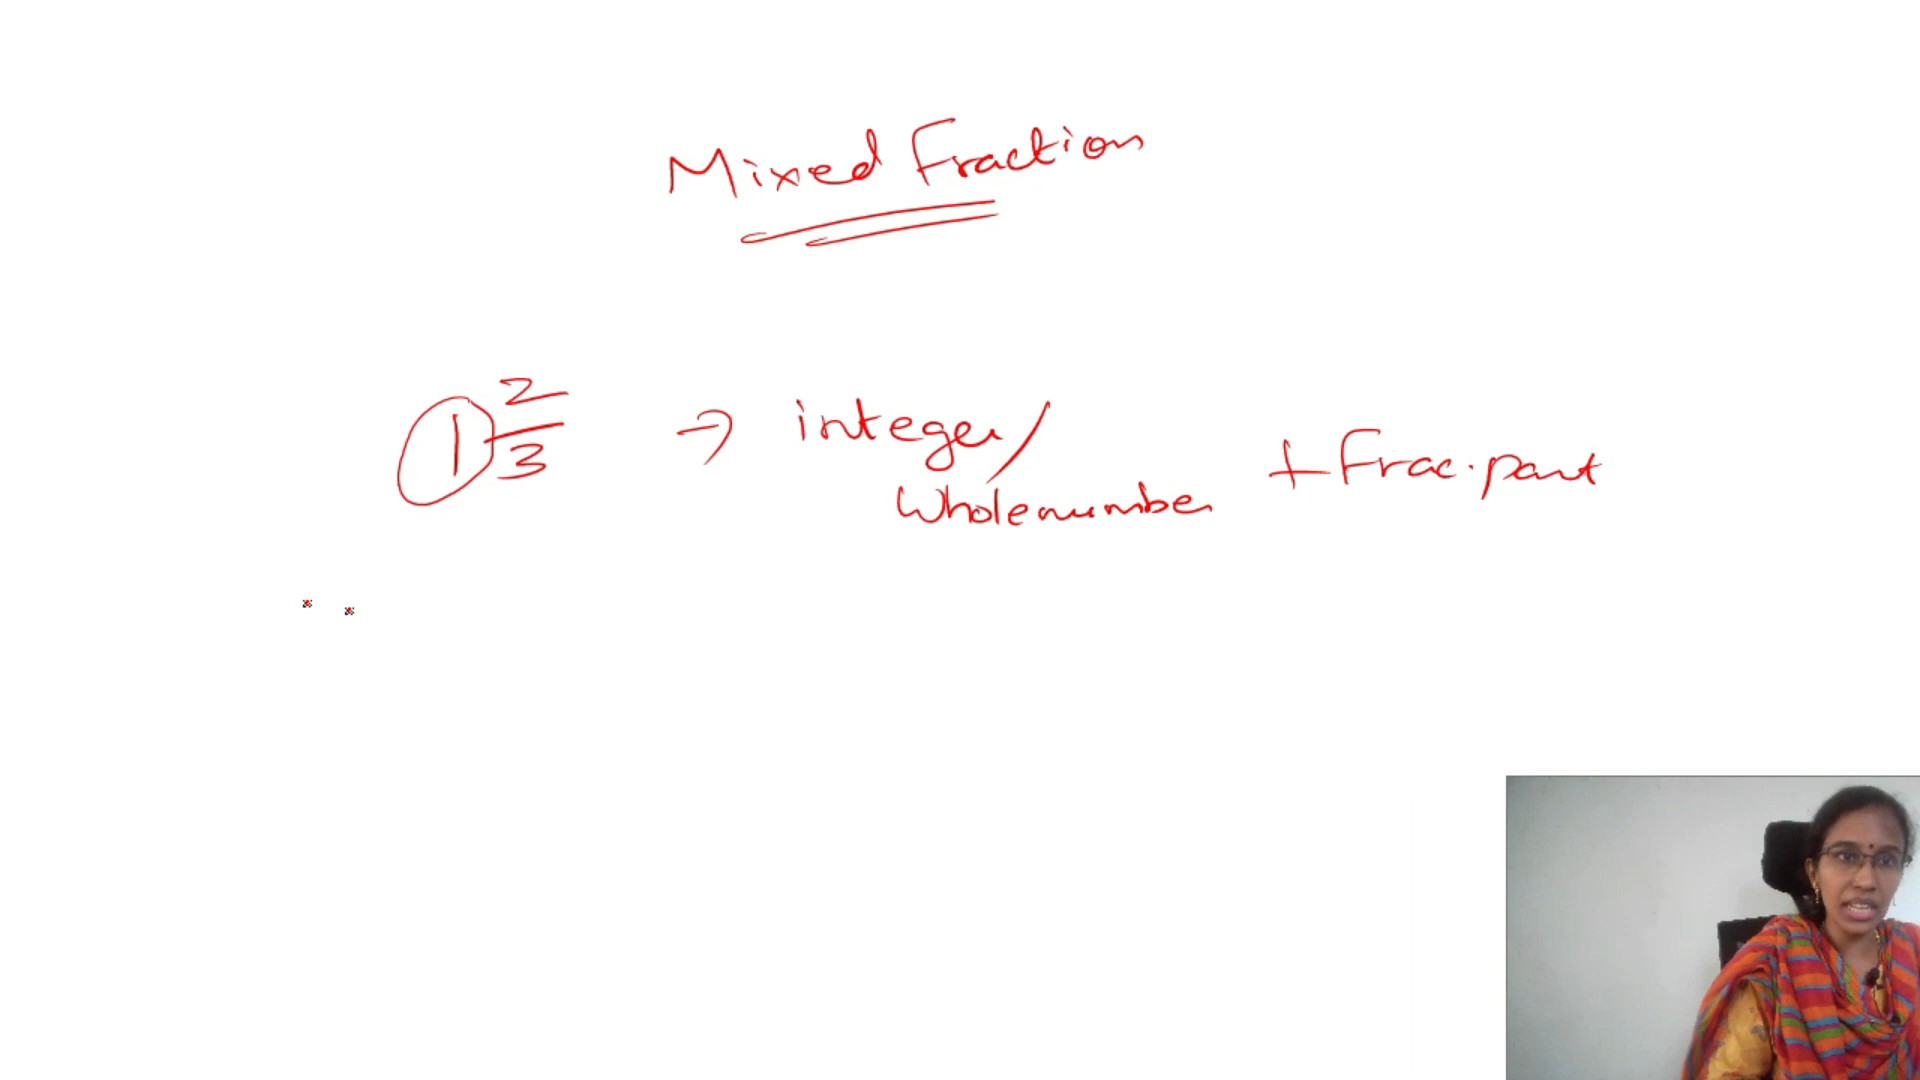 Mixed Fraction
1 2/3 → integer/ + Frac. part
Wholenumber